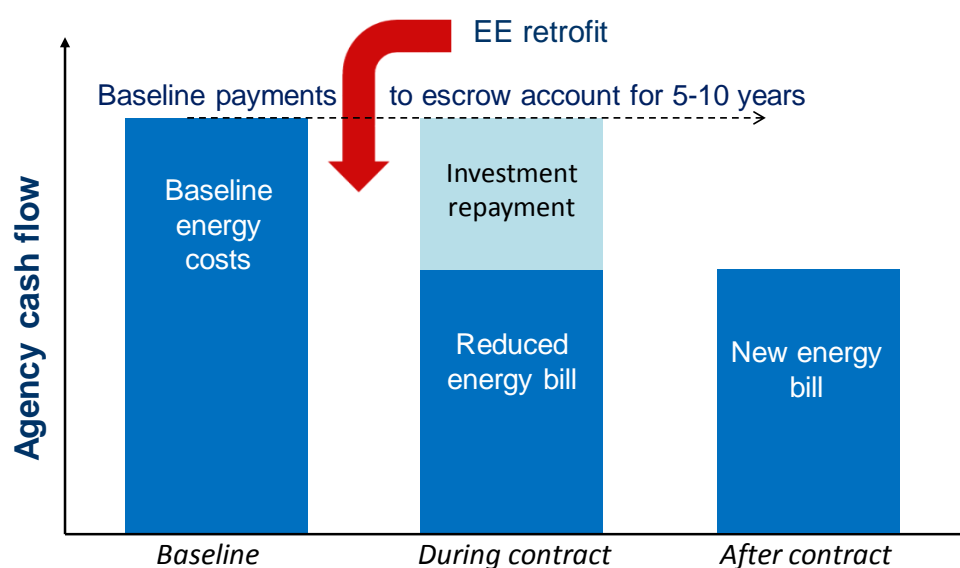 EE retrofit
Baseline payments to escrow account for 5-10 years
Agency cash flow
Baseline
energy
costs
Investment
repayment
Reduced
energy bill
New energy
bill
Baseline
During contract
After contract